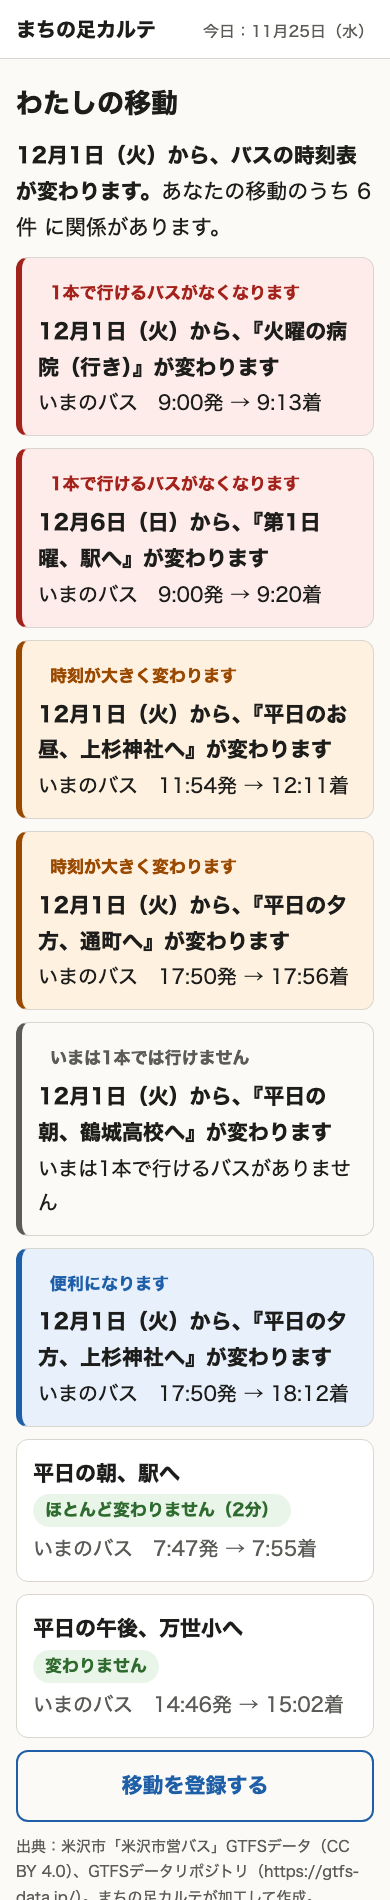 まちの足カルテ
今日：11月25日（水）
わたしの移動
12月1日（火）から、バスの時刻表
が変わります。あなたの移動のうち 6
件 に関係があります。
1本で行けるバスがなくなります
12月1日（火）から、『火曜の病
院（行き）』が変わります
いまのバス　9:00発 → 9:13着
1本で行けるバスがなくなります
12月6日（日）から、『第1日
曜、駅へ』が変わります
いまのバス　9:00発 → 9:20着
時刻が大きく変わります
12月1日（火）から、『平日のお
昼、上杉神社へ』が変わります
いまのバス　11:54発 → 12:11着
時刻が大きく変わります
12月1日（火）から、『平日の夕
方、通町へ』が変わります
いまのバス　17:50発 → 17:56着
いまは1本では行けません
12月1日（火）から、『平日の
朝、鶴城高校へ』が変わります
いまは1本で行けるバスがありませ
ん
便利になります
12月1日（火）から、『平日の夕
方、上杉神社へ』が変わります
いまのバス　17:50発 → 18:12着
平日の朝、駅へ
ほとんど変わりません（2分）
いまのバス　7:47発 → 7:55着
平日の午後、万世小へ
変わりません
いまのバス　14:46発 → 15:02着
移動を登録する
出典：米沢市「米沢市営バス」GTFSデータ（CC
BY 4.0）、GTFSデータリポジトリ（https://gtfs-
data.jp/）。まちの足カルテが加工して作成。